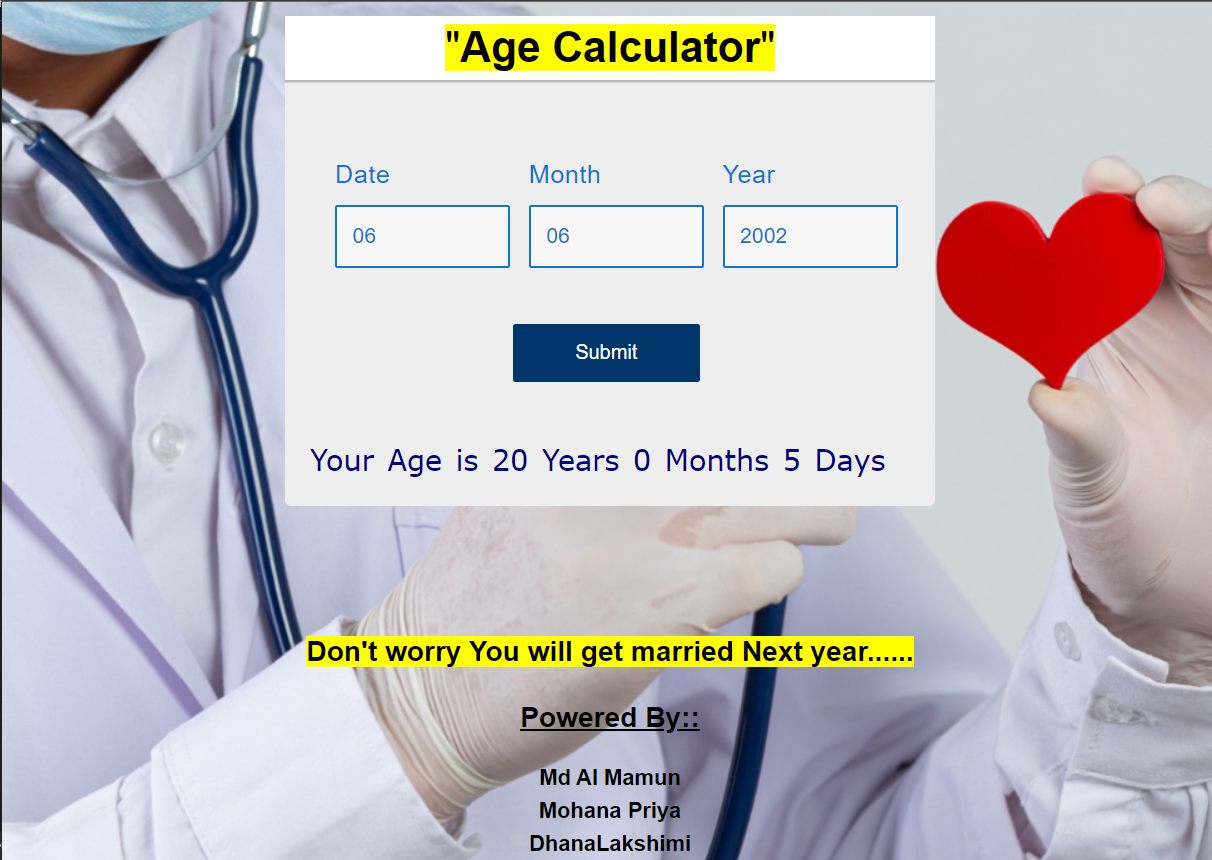 "Age Calculator"
Date Month Year
06 06 2002
Submit
Your Age is 20 Years 0 Months 5 Days
Don't worry You will get married Next year......
Powered By::
Md Al Mamun
Mohana Priya
DhanaLakshimi